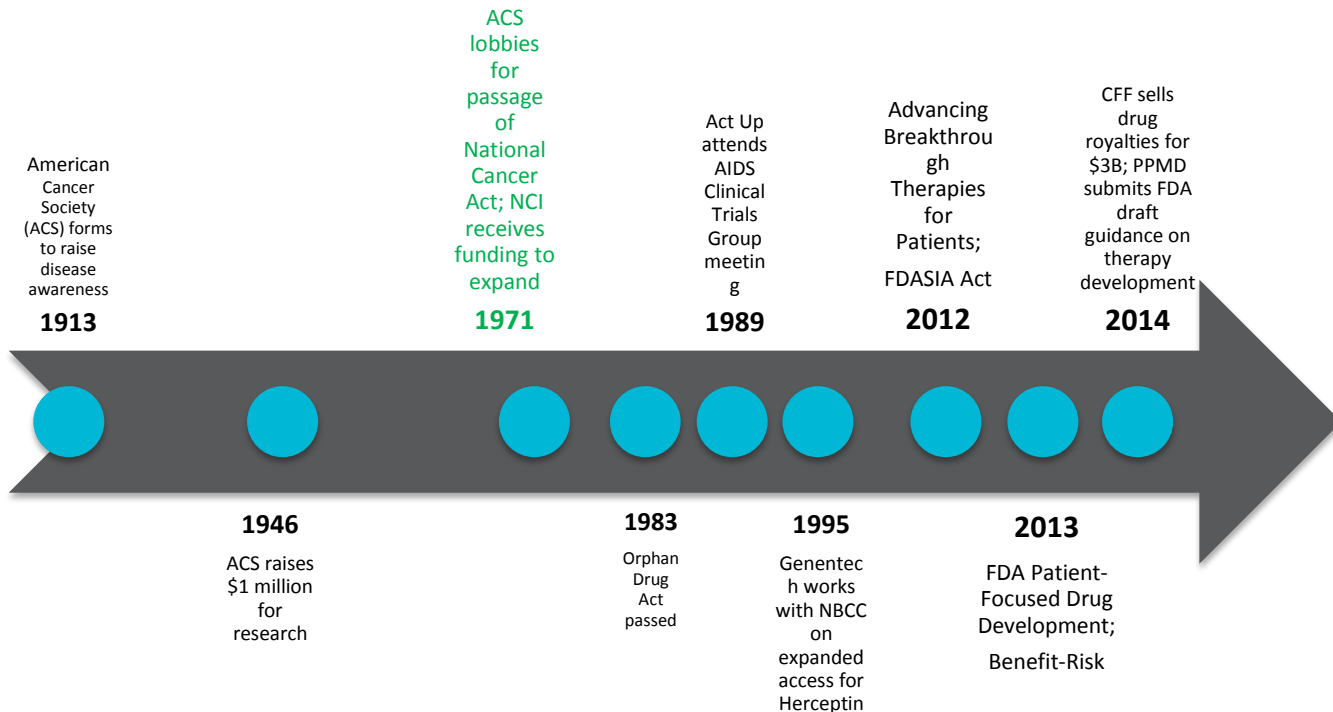 American
Cancer
Society
(ACS) forms
to raise
disease
awareness
1913
ACS
lobbies
for
passage
of
National
Cancer
Act; NCI
receives
funding to
expand
1971
Act Up
attends
AIDS
Clinical
Trials
Group
meetin
g
1989
Advancing
Breakthrou
gh
Therapies
for
Patients;
FDASIA Act
2012
CFF sells
drug
royalties for
$3B; PPMD
submits FDA
draft
guidance on
therapy
development
2014
1946
ACS raises
$1 million
for
research
1983
Orphan
Drug
Act
passed
1995
Genentec
h works
with NBCC
on
expanded
access for
Herceptin
2013
FDA Patient-
Focused Drug
Development;
Benefit-Risk